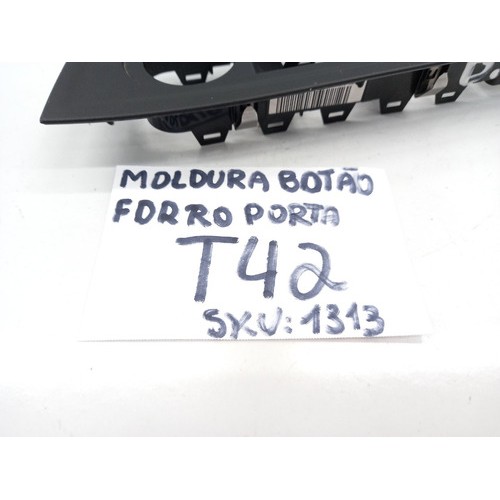 MOLDURA BOTÃO
FORRO PORTA
T42
SKU: 1313